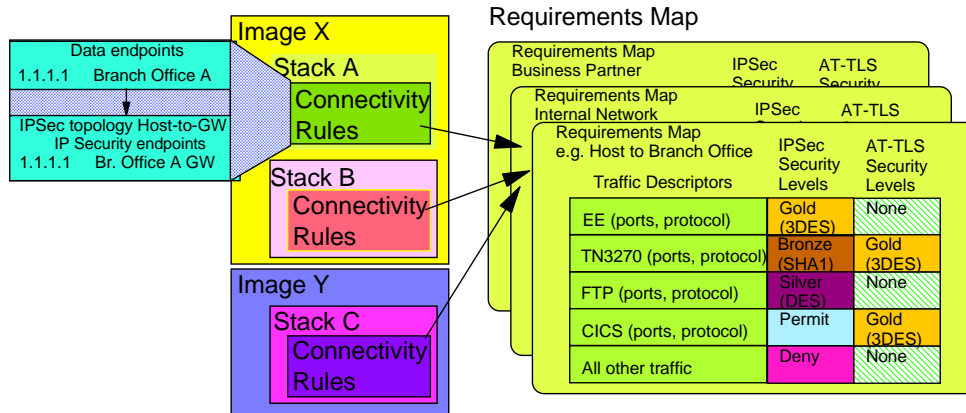 Requirements Map
Data endpoints
1.1.1.1 Branch Office A
IPSec topology Host-to-GW
IP Security endpoints
1.1.1.1 Br. Office A GW
Image X
Stack A
Connectivity
Rules
Stack B
Connectivity
Rules
Image Y
Stack C
Connectivity
Rules
Requirements Map
Business Partner
IPSec
Security
AT-TLS
Security
Requirements Map
Internal Network
IPSec
AT-TLS
Requirements Map
e.g. Host to Branch Office
IPSec
Security
Levels
AT-TLS
Security
Levels
Traffic Descriptors
EE (ports, protocol)
Gold
(3DES)
None
TN3270 (ports, protocol)
Bronze
(SHA1)
Gold
(3DES)
FTP (ports, protocol)
Silver
(DES)
None
CICS (ports, protocol)
Permit
Gold
(3DES)
All other traffic
Deny
None